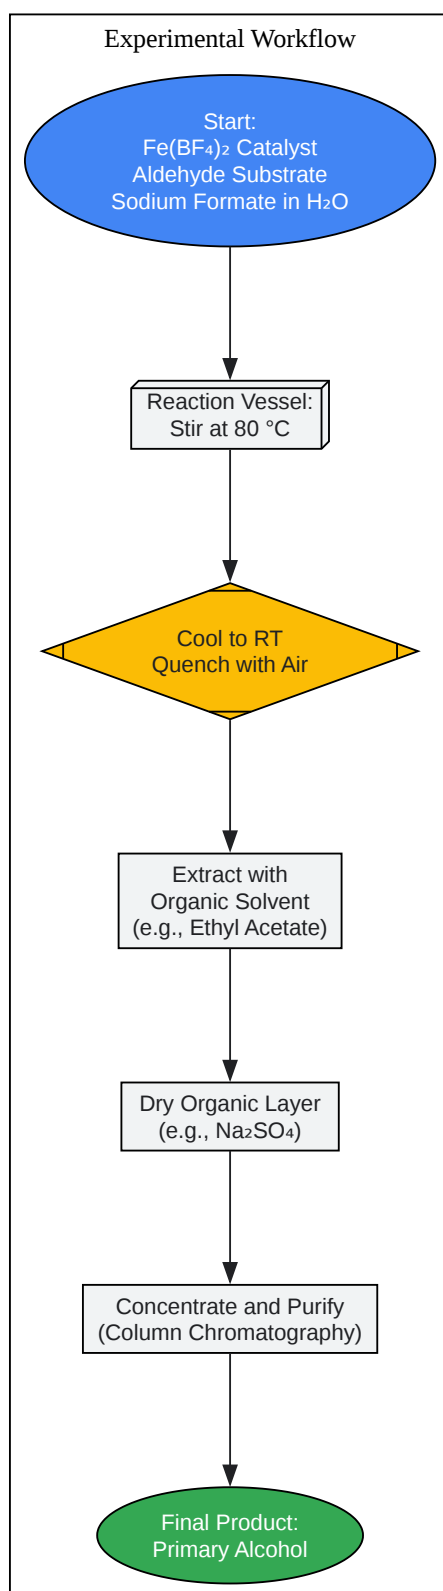 Experimental Workflow
Start:
Fe(BF₄)₂ Catalyst
Aldehyde Substrate
Sodium Formate in H₂O
Reaction Vessel:
Stir at 80 °C
Cool to RT
Quench with Air
Extract with
Organic Solvent
(e.g., Ethyl Acetate)
Dry Organic Layer
(e.g., Na₂SO₄)
Concentrate and Purify
(Column Chromatography)
Final Product:
Primary Alcohol